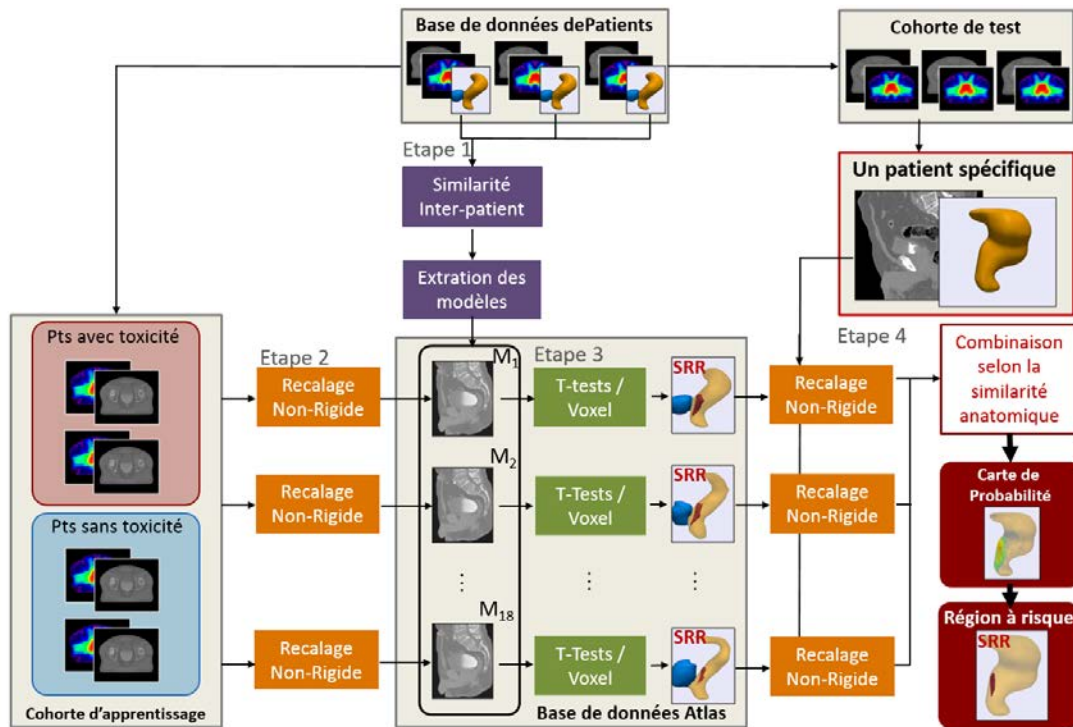 Base de données dePatients
Cohorte de test
Etape 1
Similarité
Inter-patient
Un patient spécifique
Extration des
modèles
Pts avec toxicité
Etape 2
M1
Etape 3
SRR
Etape 4
Combinaison
selon la
similarité
anatomique
Recalage
Non-Rigide
T-tests /
Voxel
Recalage
Non-Rigide
M2
SRR
Recalage
Non-Rigide
T-Tests /
Voxel
Recalage
Non-Rigide
Carte de
Probabilité
Pts sans toxicité
⋮
⋮
⋮
M18
Région à risque
SRR
SRR
Recalage
Non-Rigide
T-Tests /
Voxel
Recalage
Non-Rigide
Cohorte d'apprentissage
Base de données Atlas